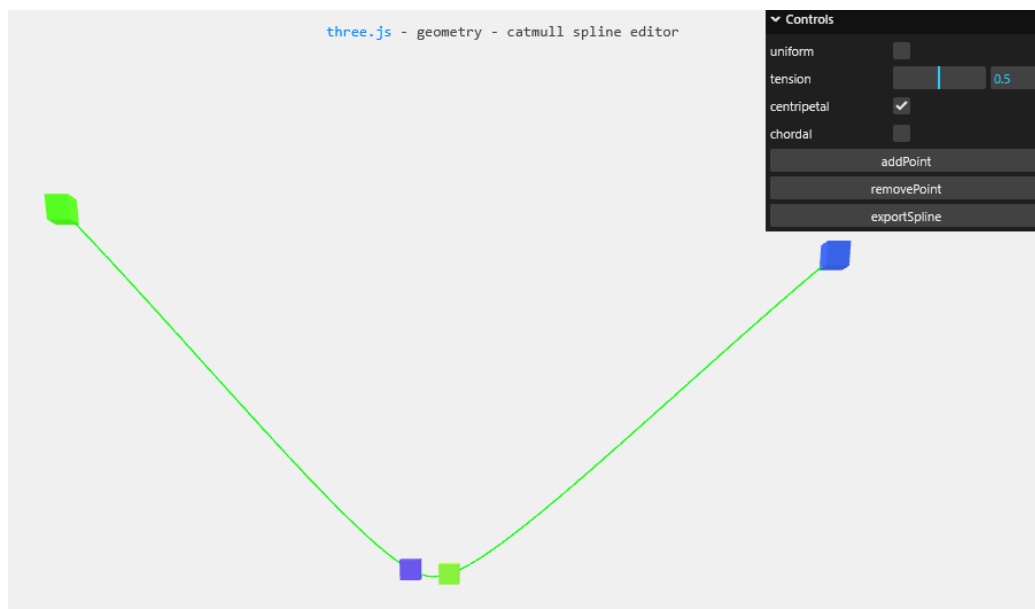 three.js - geometry - catmull spline editor
Controls
uniform
tension 0.5
centripetal
chordal
addPoint
removePoint
exportSpline